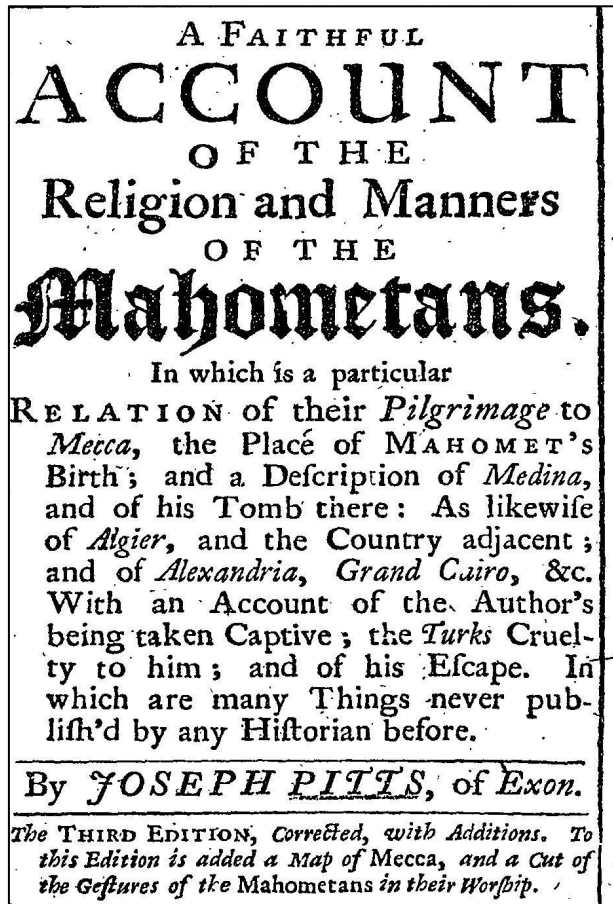 A FAITHFUL
ACCOUNT
OF THE
Religion and Manners
OF THE
Mahometans.
In which is a particular
RELATION of their Pilgrimage to
Mecca, the Place of MAHOMET'S
Birth; and a Deſcription of Medina,
and of his Tomb there: As likewiſe
of Algier, and the Country adjacent;
and of Alexandria, Grand Cairo, &c.
With an Account of the Author's
being taken Captive; the Turks Cruel-
ty to him; and of his Eſcape. In
which are many Things never pub-
liſh'd by any Hiſtorian before.
By JOSEPH PITTS, of Exon.
The THIRD EDITION, Corrected, with Additions. To
this Edition is added a Map of Mecca, and a Cut of
the Geſtures of the Mahometans in their Worſhip.